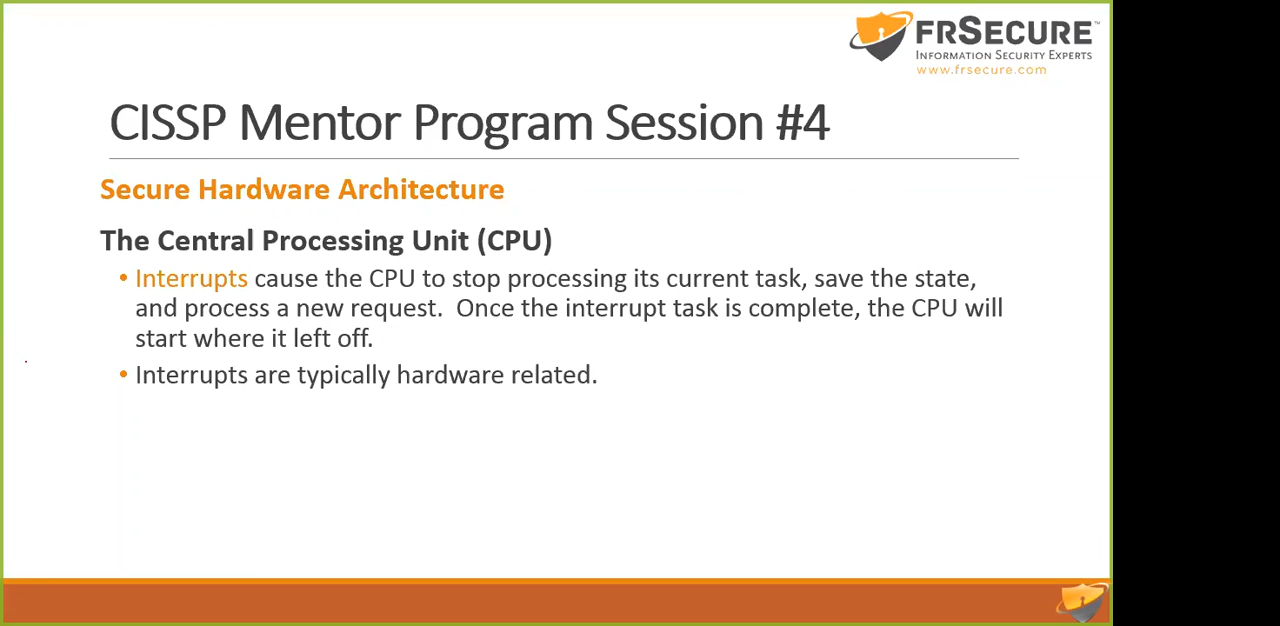 FRSECURE™
INFORMATION SECURITY EXPERTS
www.frsecure.com
CISSP Mentor Program Session #4
Secure Hardware Architecture
The Central Processing Unit (CPU)
• Interrupts cause the CPU to stop processing its current task, save the state,
and process a new request.  Once the interrupt task is complete, the CPU will
start where it left off.
• Interrupts are typically hardware related.